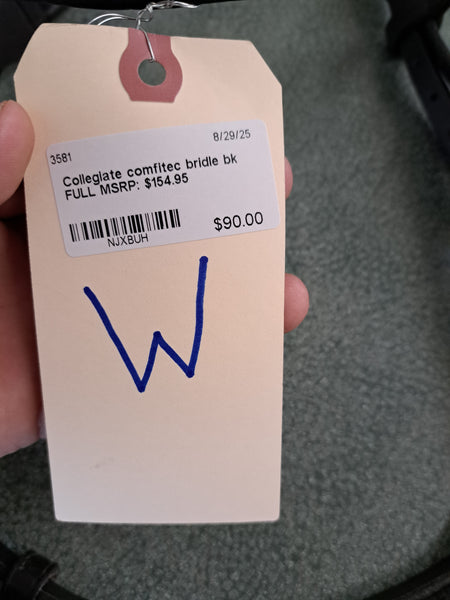 3581 8/29/25
Collegiate comfitec bridle bk
FULL MSRP: $154.95
NJXBUH $90.00
W